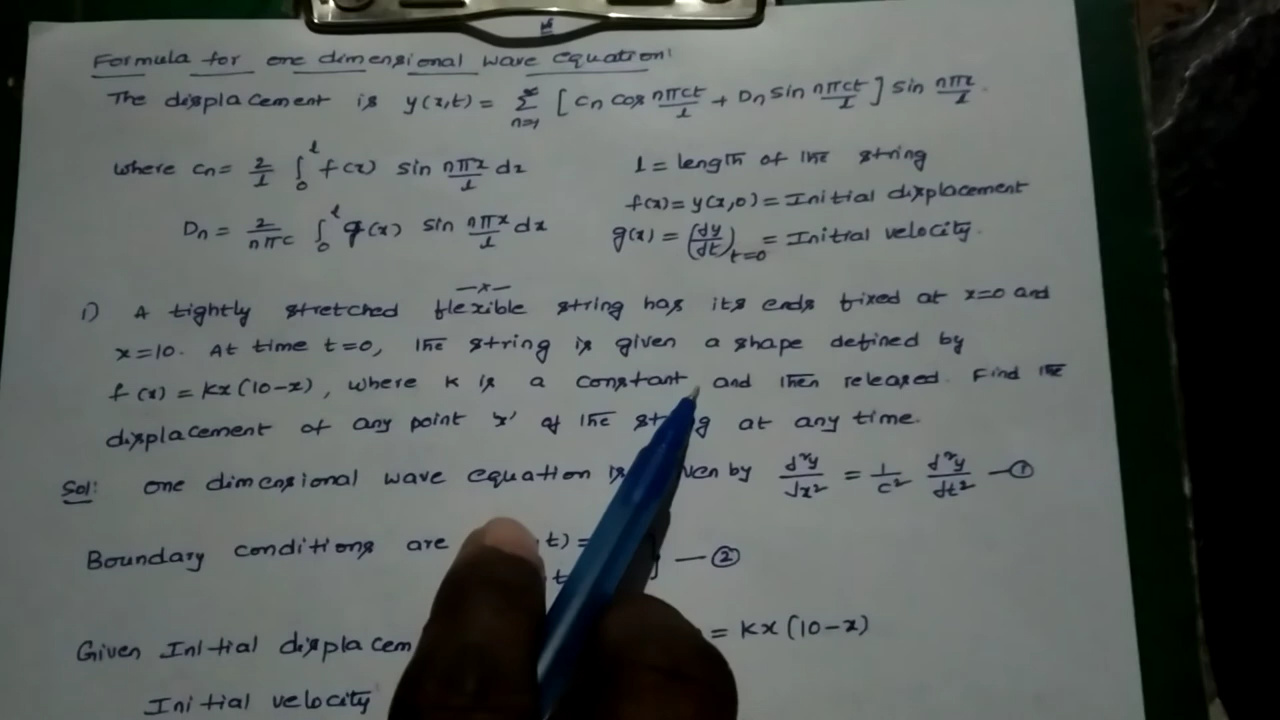 Formula for one dimensional wave equation:
The displacement is y(x,t) = ∑_{n=1}^{∞} [Cn cos nπct/l + Dn sin nπct/l] sin nπx/l.
where Cn = 2/l ∫_0^l f(x) sin nπx/l dx
l = length of the string
f(x) = y(x,0) = Initial displacement
Dn = 2/nπc ∫_0^l g(x) sin nπx/l dx
g(x) = (dy/dt)_{t=0} = Initial velocity.
—x—
1) A tightly stretched flexible string has its ends fixed at x=0 and
x=10. At time t=0, the string is given a shape defined by
f(x) = Kx(10-x), where K is a constant and then released. Find the
displacement of any point 'x' of the string at any time.
Sol: one dimensional wave equation is by d²y/dx² = 1/c² d²y/dt² —①
Boundary conditions are t) =
t } —②
Given Initial = Kx(10-x)
Initial velocity